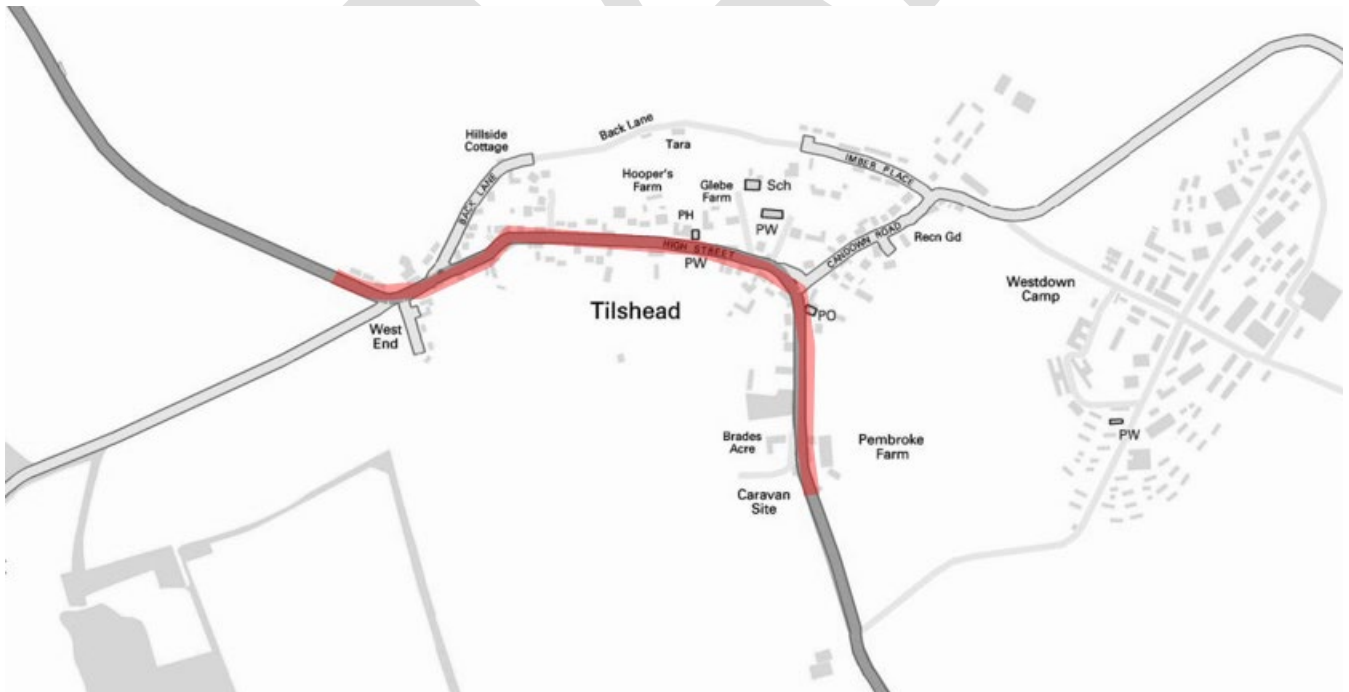 Hillside
Cottage
Back Lane
Tara
IMBER PLACE
BACK LANE
Hooper's
Farm
Glebe
Farm
Sch
PH
PW
HIGH STREET
PW
CANDOWN ROAD
Recn Gd
Westdown
Camp
Tilshead
PO
West
End
Brades
Acre
Pembroke
Farm
PW
Caravan
Site